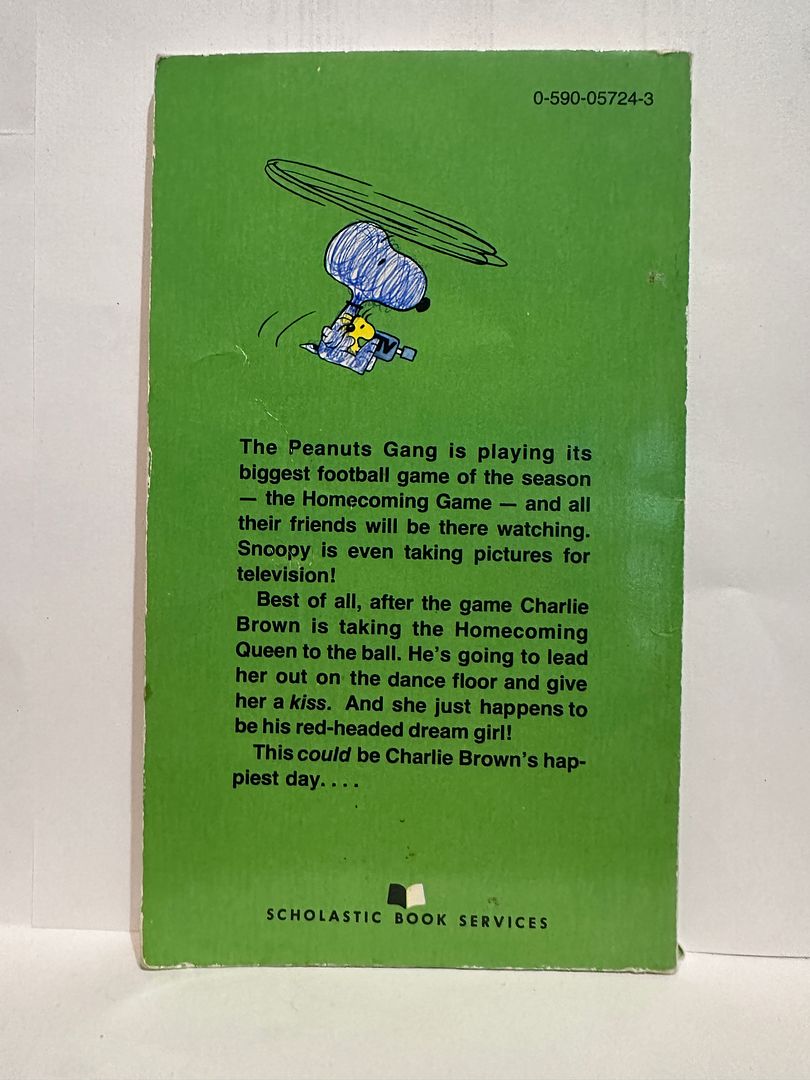 0-590-05724-3
TV
The Peanuts Gang is playing its
biggest football game of the season
— the Homecoming Game — and all
their friends will be there watching.
Snoopy is even taking pictures for
television!
Best of all, after the game Charlie
Brown is taking the Homecoming
Queen to the ball. He's going to lead
her out on the dance floor and give
her a kiss. And she just happens to
be his red-headed dream girl!
This could be Charlie Brown's hap-
piest day. . . .
SCHOLASTIC BOOK SERVICES